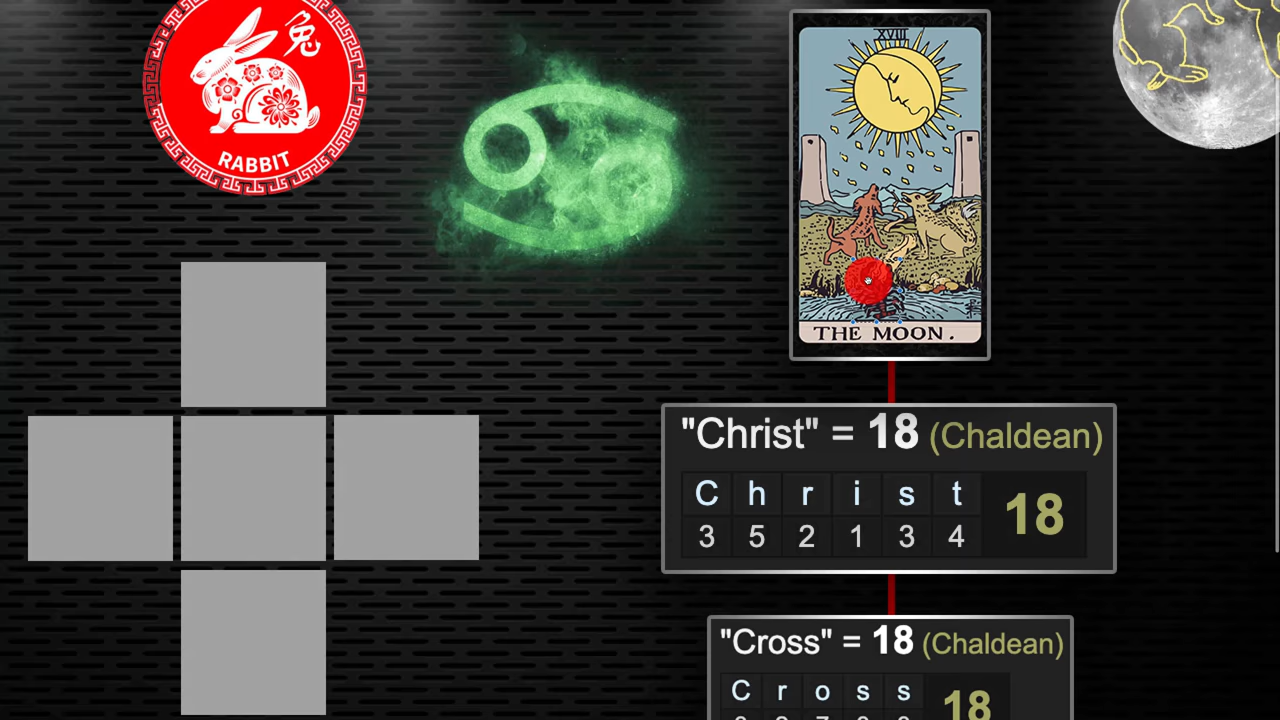 兔
RABBIT
XVIII
THE MOON.
"Christ" = 18 (Chaldean)
C h r i s t 18
3 5 2 1 3 4
"Cross" = 18 (Chaldean)
C r o s s 18